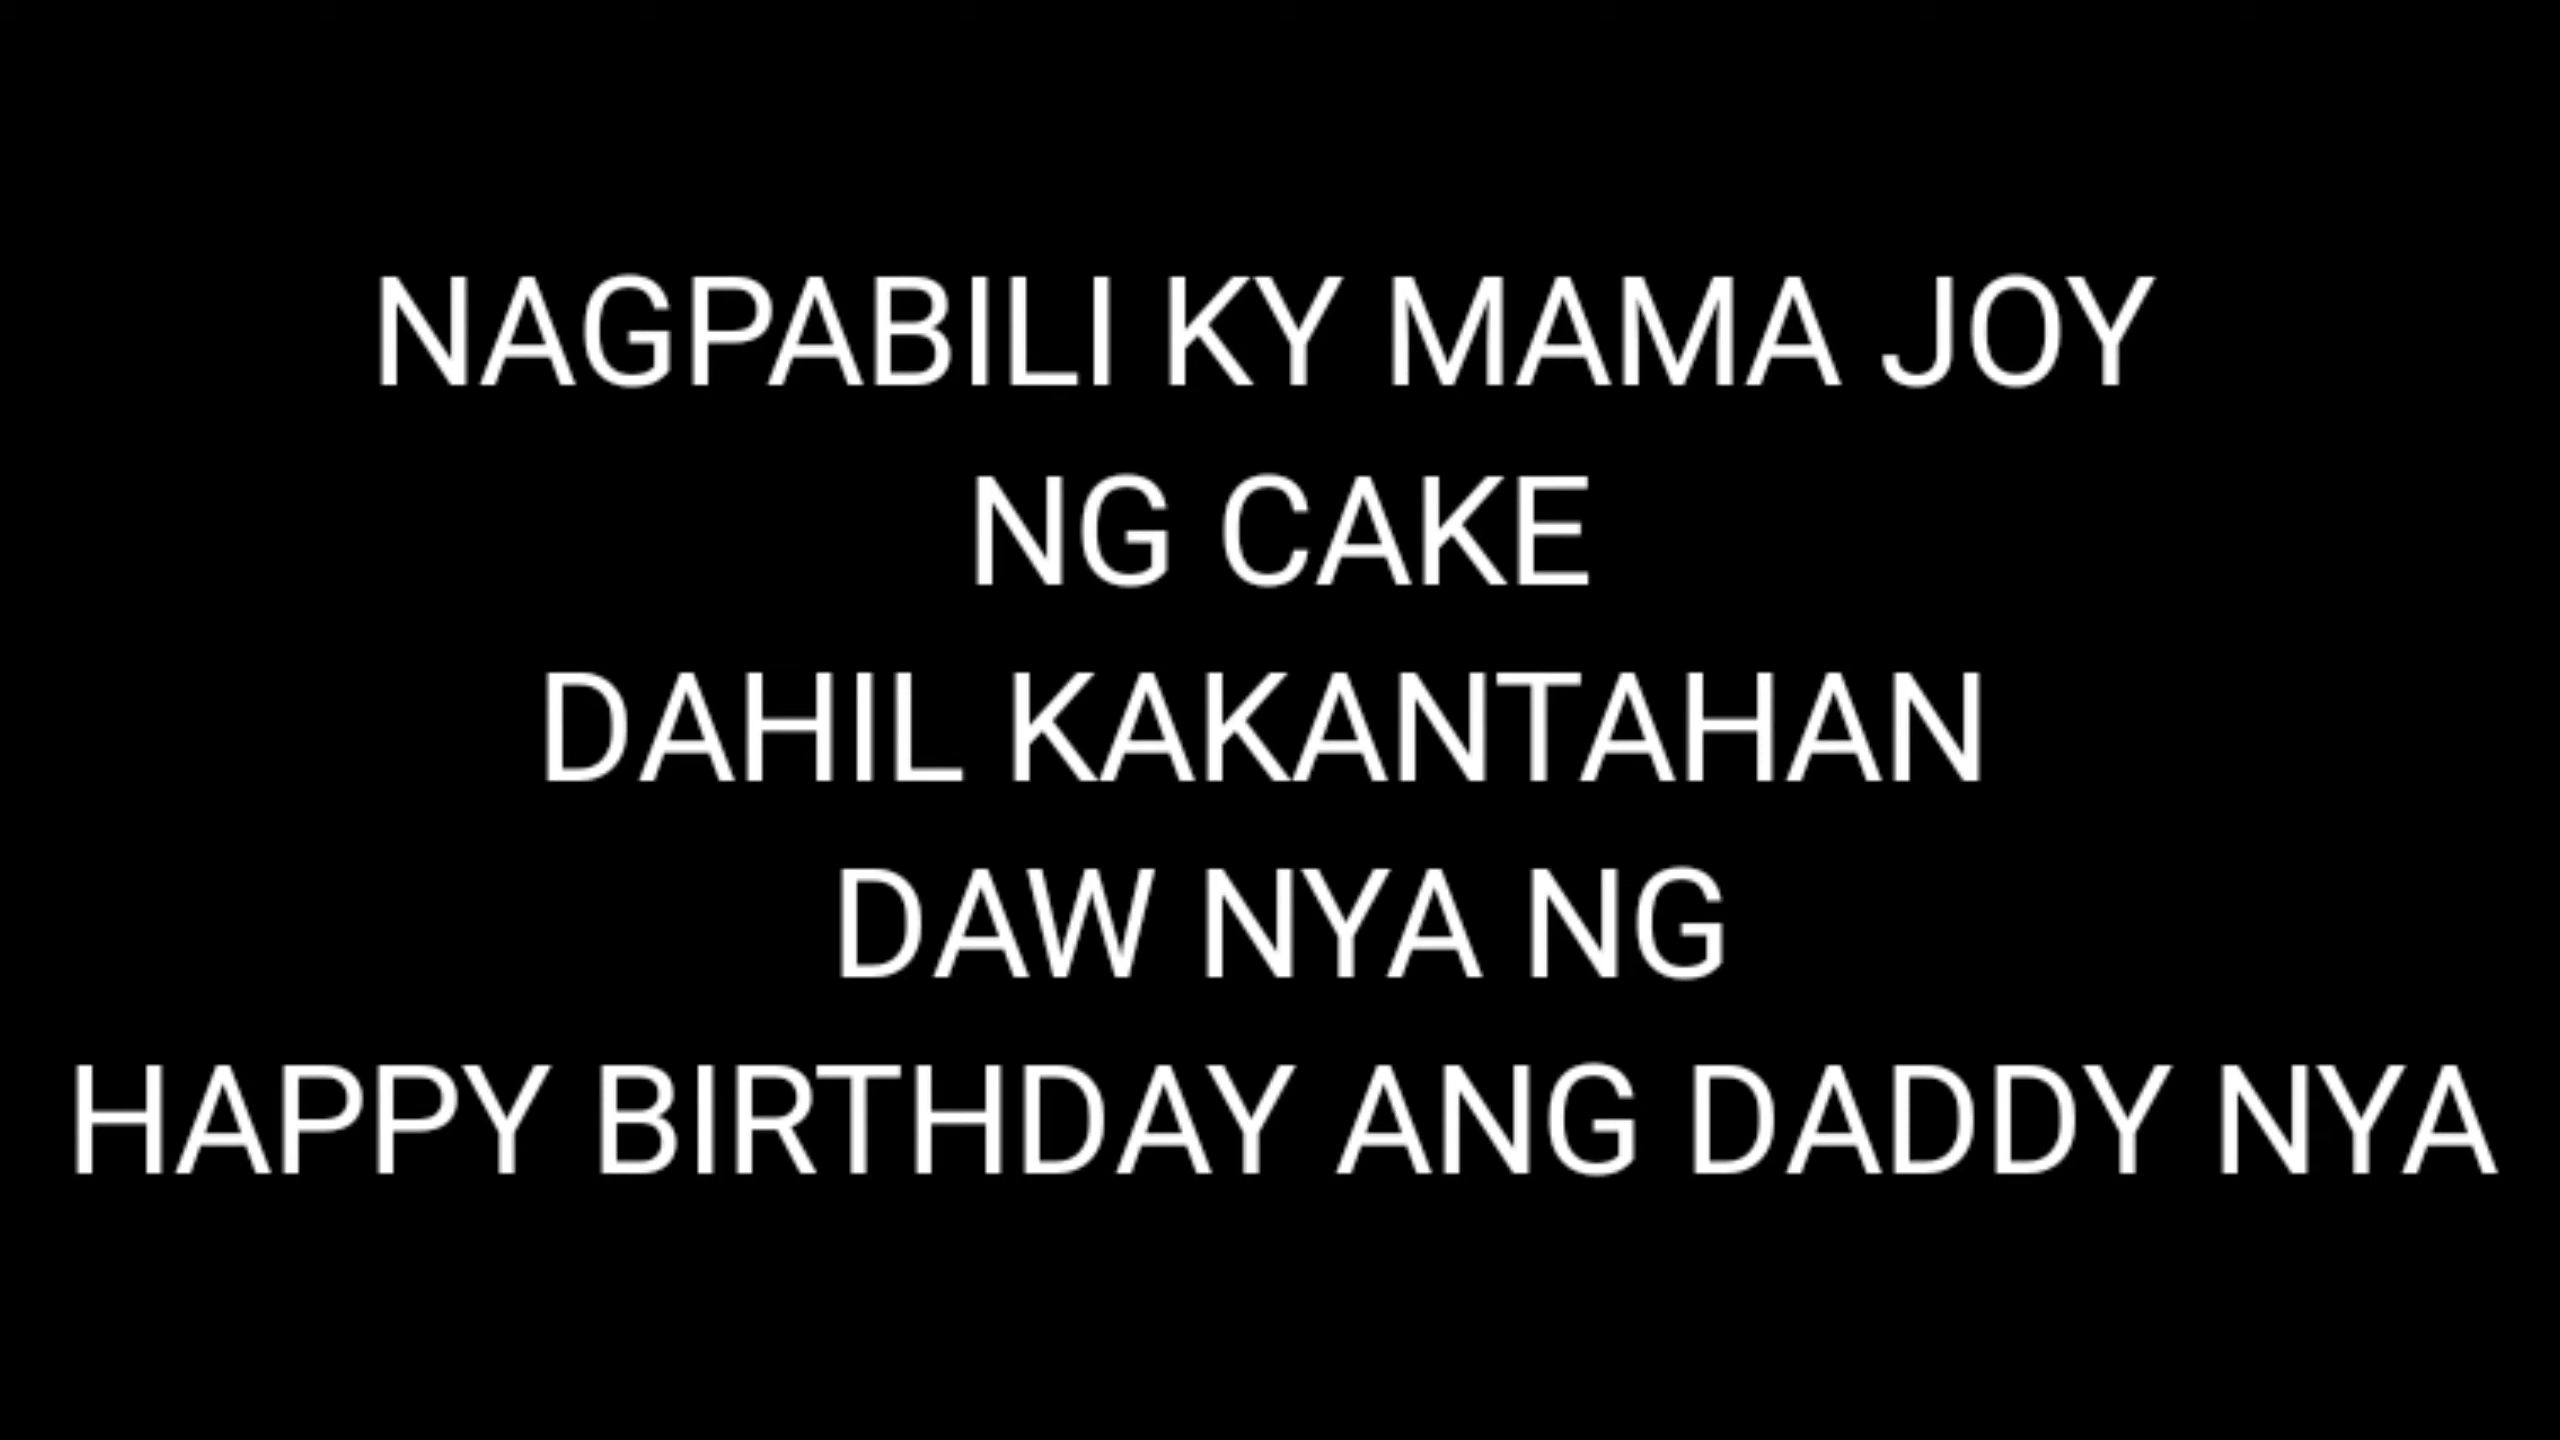 NAGPABILI KY MAMA JOY
NG CAKE
DAHIL KAKANTAHAN
DAW NYA NG
HAPPY BIRTHDAY ANG DADDY NYA